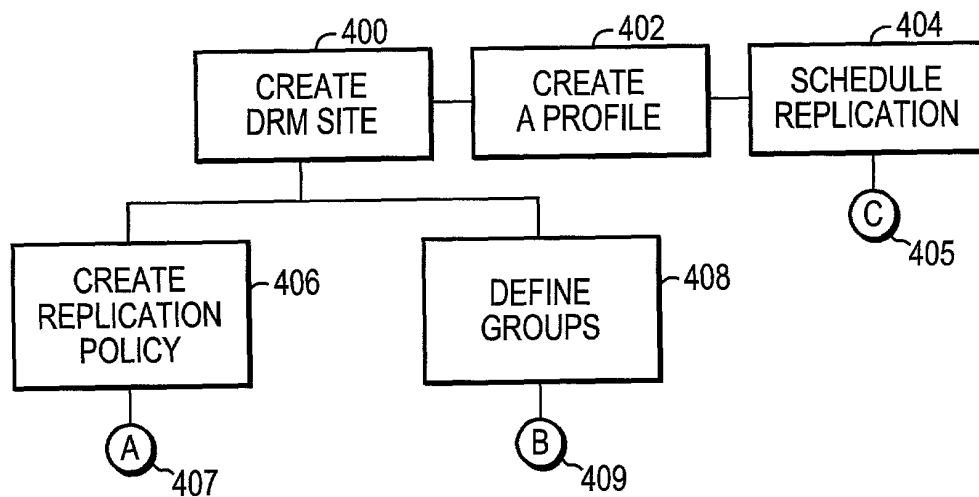 400
CREATE
DRM SITE
402
CREATE
A PROFILE
404
SCHEDULE
REPLICATION
C
405
CREATE
REPLICATION
POLICY
406
A
407
DEFINE
GROUPS
408
B
409